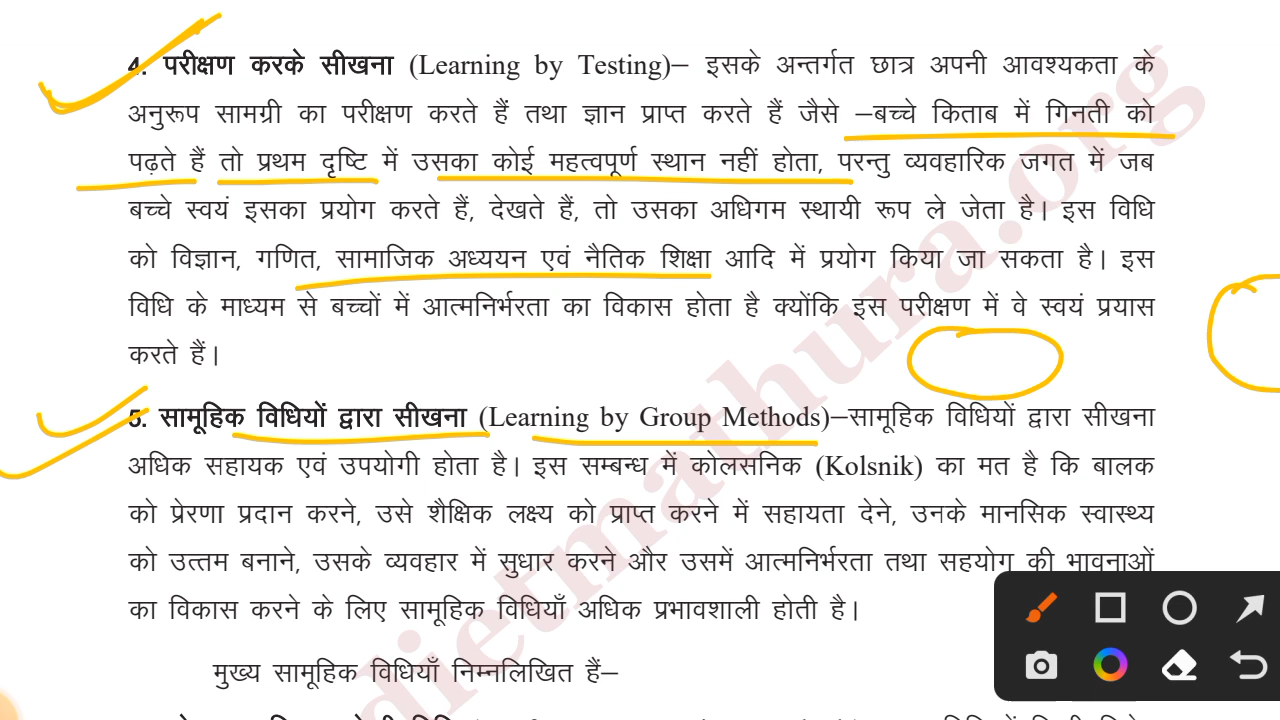 4. परीक्षण करके सीखना (Learning by Testing)– इसके अन्तर्गत छात्र अपनी आवश्यकता के
अनुरूप सामग्री का परीक्षण करते हैं तथा ज्ञान प्राप्त करते हैं जैसे –बच्चे किताब में गिनती को
पढ़ते हैं तो प्रथम दृष्टि में उसका कोई महत्वपूर्ण स्थान नहीं होता, परन्तु व्यवहारिक जगत में जब
बच्चे स्वयं इसका प्रयोग करते हैं, देखते हैं, तो उसका अधिगम स्थायी रूप ले जेता है। इस विधि
को विज्ञान, गणित, सामाजिक अध्ययन एवं नैतिक शिक्षा आदि में प्रयोग किया जा सकता है। इस
विधि के माध्यम से बच्चों में आत्मनिर्भरता का विकास होता है क्योंकि इस परीक्षण में वे स्वयं प्रयास
करते हैं।
5. सामूहिक विधियों द्वारा सीखना (Learning by Group Methods)–सामूहिक विधियों द्वारा सीखना
अधिक सहायक एवं उपयोगी होता है। इस सम्बन्ध में कोलसनिक (Kolsnik) का मत है कि बालक
को प्रेरणा प्रदान करने, उसे शैक्षिक लक्ष्य को प्राप्त करने में सहायता देने, उनके मानसिक स्वास्थ्य
को उत्तम बनाने, उसके व्यवहार में सुधार करने और उसमें आत्मनिर्भरता तथा सहयोग की भावनाओं
का विकास करने के लिए सामूहिक विधियाँ अधिक प्रभावशाली होती है।
मुख्य सामूहिक विधियाँ निम्नलिखित हैं–
dietmathura.org